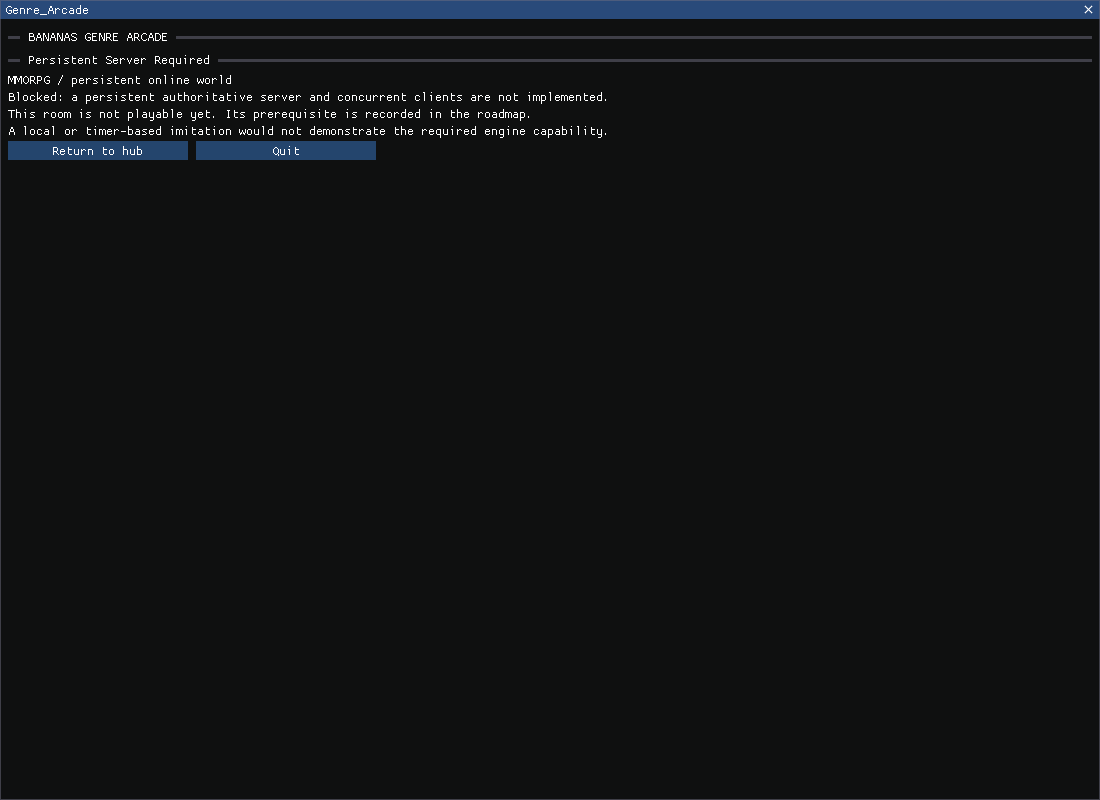 Genre_Arcade
BANANAS GENRE ARCADE
Persistent Server Required
MMORPG / persistent online world
Blocked: a persistent authoritative server and concurrent clients are not implemented.
This room is not playable yet. Its prerequisite is recorded in the roadmap.
A local or timer-based imitation would not demonstrate the required engine capability.
Return to hub Quit